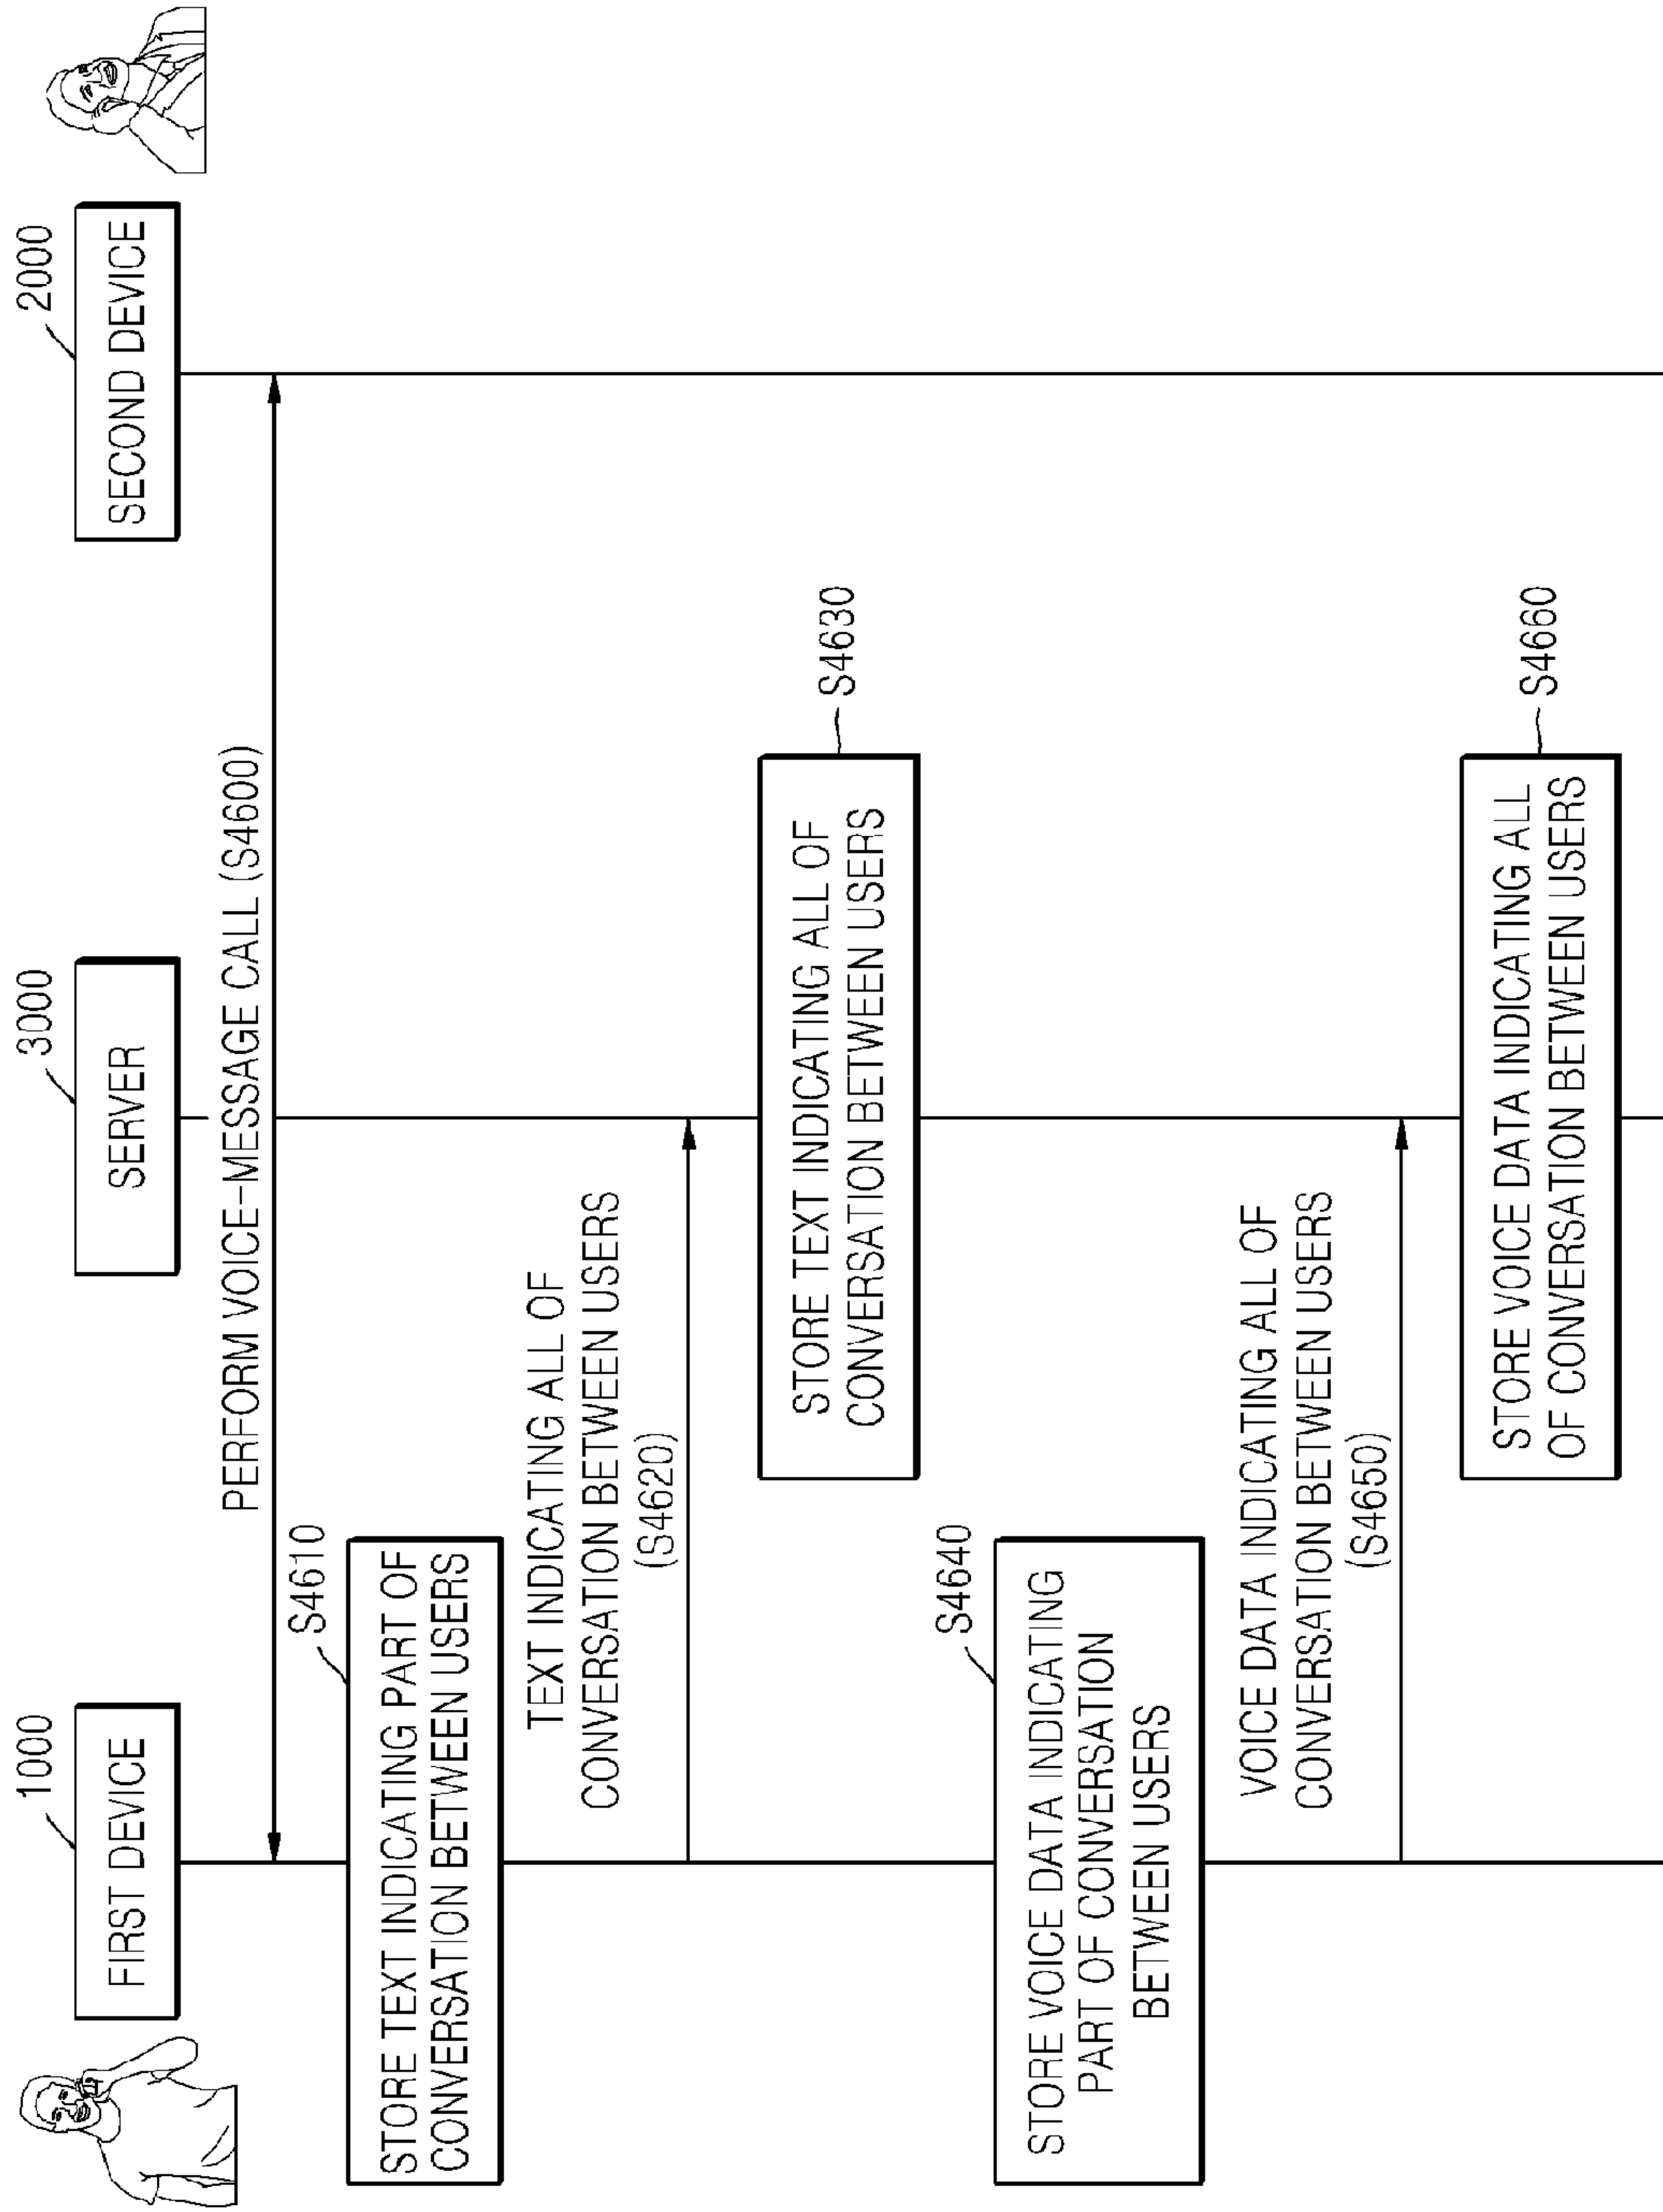 1000
FIRST DEVICE
3000
SERVER
2000
SECOND DEVICE
PERFORM VOICE-MESSAGE CALL (S4600)
S4610
STORE TEXT INDICATING PART OF
CONVERSATION BETWEEN USERS
TEXT INDICATING ALL OF
CONVERSATION BETWEEN USERS
(S4620)
STORE TEXT INDICATING ALL OF
CONVERSATION BETWEEN USERS
S4630
S4640
STORE VOICE DATA INDICATING
PART OF CONVERSATION
BETWEEN USERS
VOICE DATA INDICATING ALL OF
CONVERSATION BETWEEN USERS
(S4650)
STORE VOICE DATA INDICATING ALL
OF CONVERSATION BETWEEN USERS
S4660